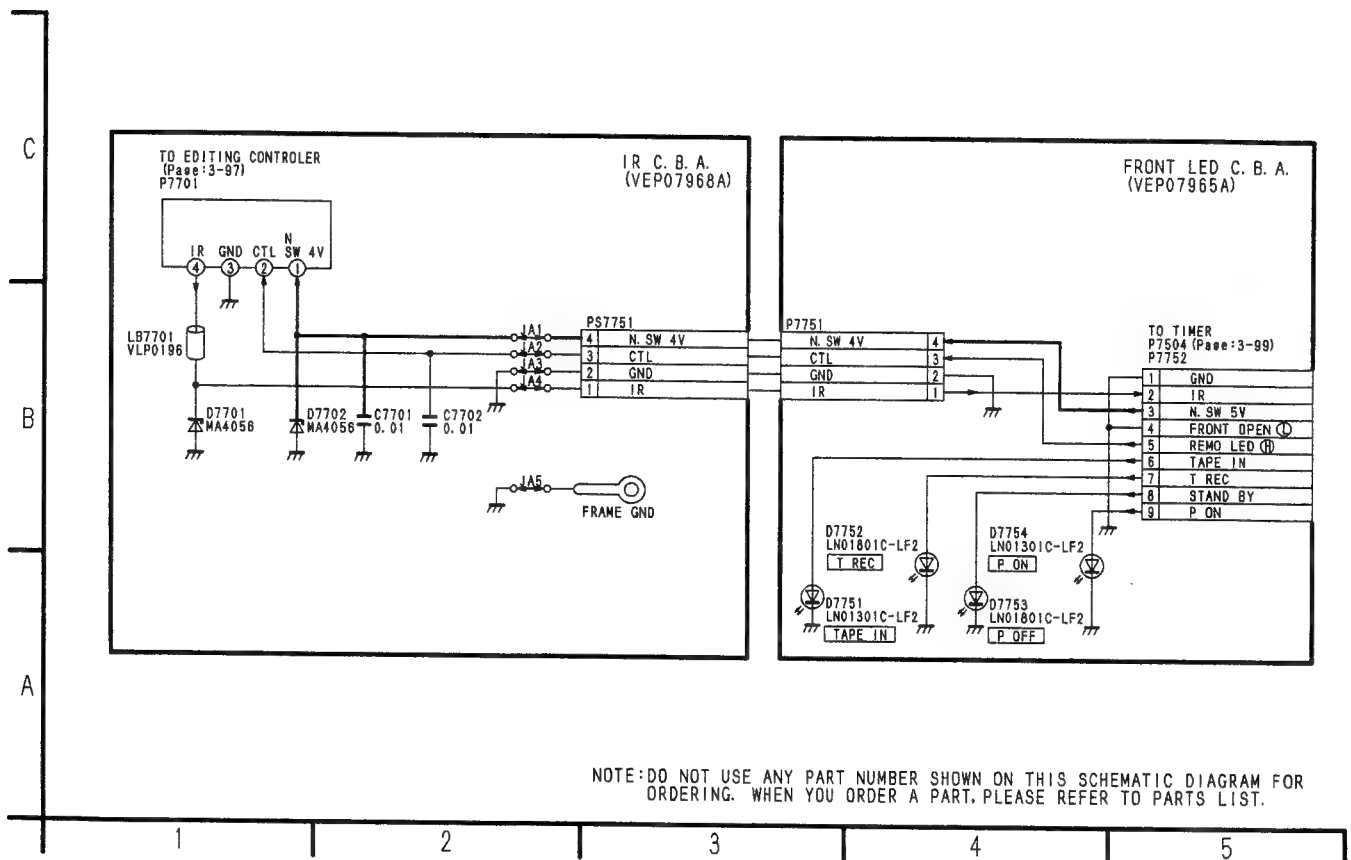 C
TO EDITING CONTROLER
(Page:3-97)
P7701
IR C. B. A.
(VEP07968A)
FRONT LED C. B. A.
(VEP07965A)
N
IR GND CTL SW 4V
4 3 2 1
LB7701
VLP0196
JA1
JA2
JA3
JA4
PS7751
4 N. SW 4V
3 CTL
2 GND
1 IR
P7751
N. SW 4V 4
CTL 3
GND 2
IR 1
TO TIMER
P7504 (Page:3-99)
P7752
1 GND
2 IR
3 N. SW 5V
4 FRONT OPEN Ⓛ
5 REMO LED Ⓗ
6 TAPE IN
7 T REC
8 STAND BY
9 P ON
B
D7701
MA4056
D7702
MA4056
C7701
0.01
C7702
0.01
JA5
FRAME GND
D7752
LN01801C-LF2
T REC
D7754
LN01301C-LF2
P ON
D7751
LN01301C-LF2
TAPE IN
D7753
LN01801C-LF2
P OFF
A
NOTE:DO NOT USE ANY PART NUMBER SHOWN ON THIS SCHEMATIC DIAGRAM FOR
ORDERING. WHEN YOU ORDER A PART, PLEASE REFER TO PARTS LIST.
1 2 3 4 5